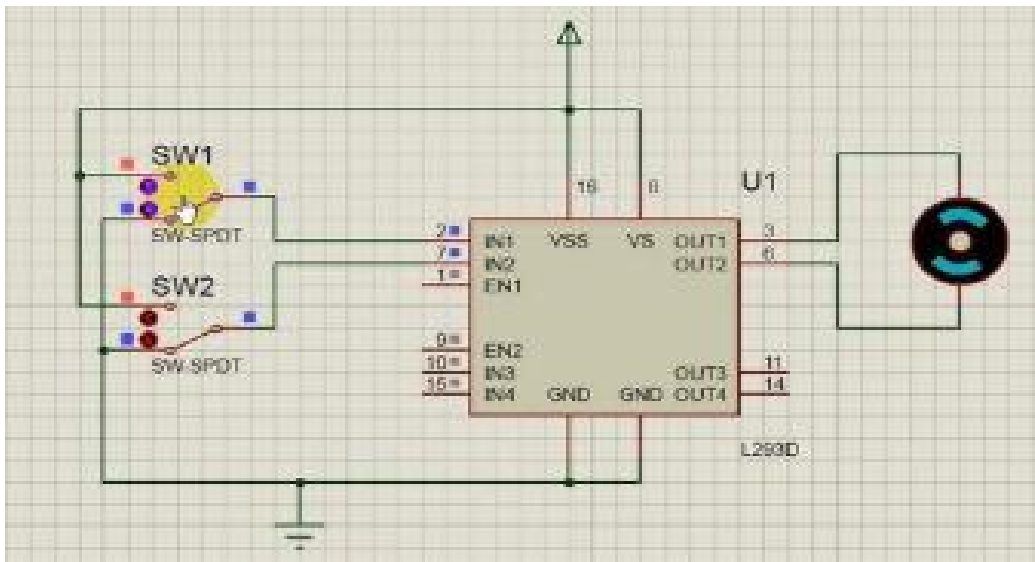 SW1
SW-SPDT
SW2
SW-SPDT
U1
16
8
2
IN1
VSS
VS
OUT1
3
7
IN2
OUT2
6
1
EN1
9
EN2
10
IN3
OUT3
11
15
IN4
GND
GND
OUT4
14
L293D